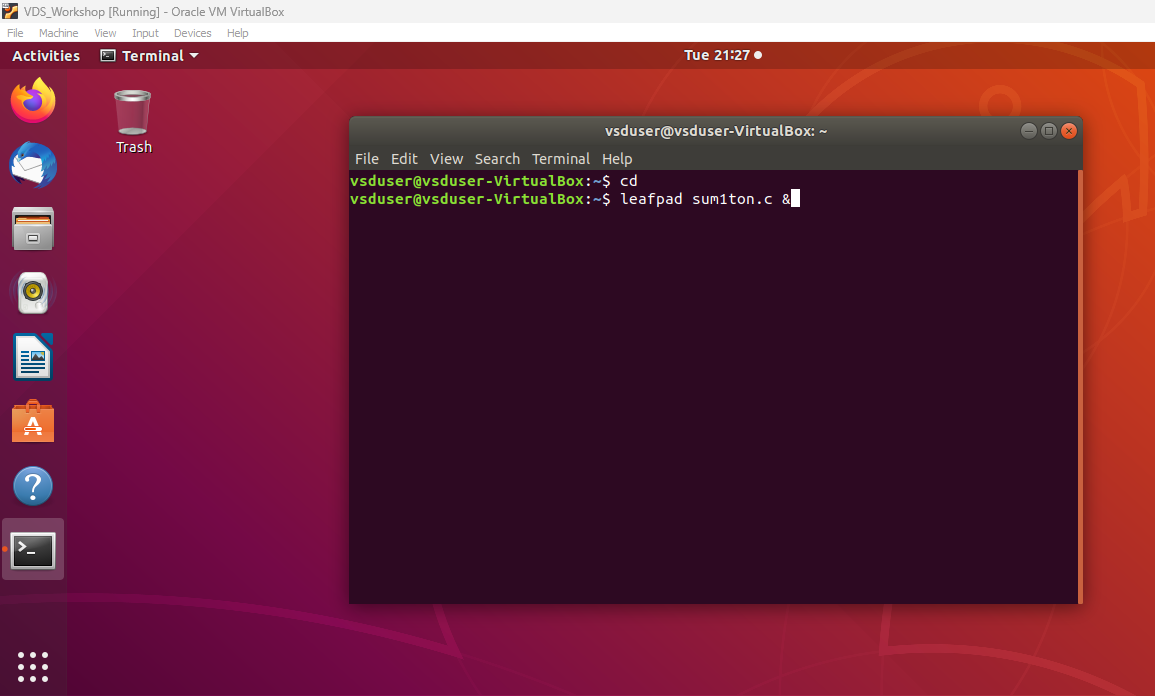 VDS_Workshop [Running] - Oracle VM VirtualBox
File Machine View Input Devices Help
Activities Terminal Tue 21:27
Trash
vsduser@vsduser-VirtualBox: ~
File Edit View Search Terminal Help
vsduser@vsduser-VirtualBox:~$ cd
vsduser@vsduser-VirtualBox:~$ leafpad sum1ton.c &